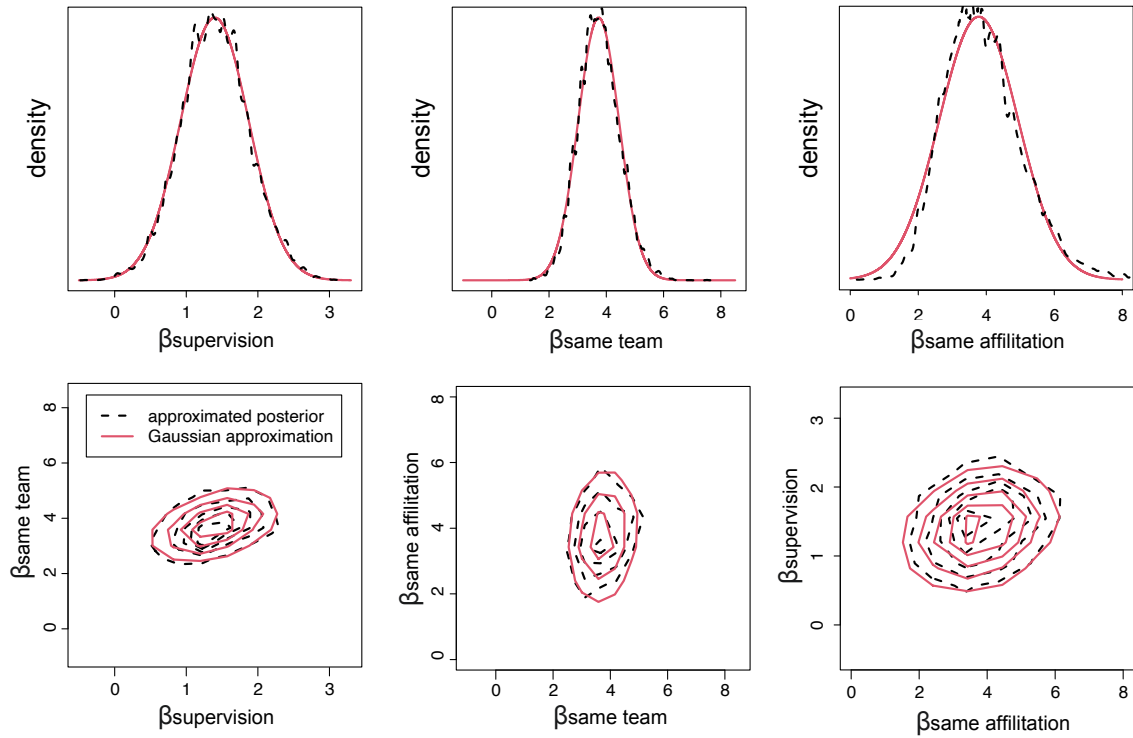 density
0 1 2 3
βsupervision
density
0 2 4 6 8
βsame team
density
0 2 4 6 8
βsame affilitation
βsame team
0 2 4 6 8
approximated posterior
Gaussian approximation
0 1 2 3
βsupervision
βsame affilitation
0 2 4 6 8
0 2 4 6 8
βsame team
βsupervision
0 1 2 3
0 2 4 6 8
βsame affilitation